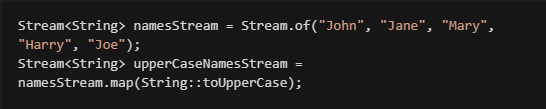 Stream<String> namesStream = Stream.of("John", "Jane", "Mary",
"Harry", "Joe");
Stream<String> upperCaseNamesStream =
namesStream.map(String::toUpperCase);